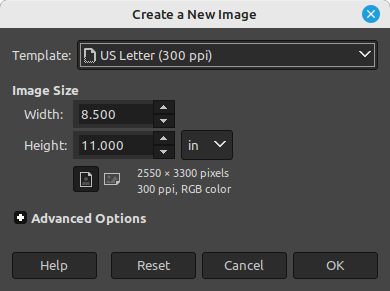 Create a New Image
Template: US Letter (300 ppi)
Image Size
Width: 8.500
Height: 11.000 in
2550 × 3300 pixels
300 ppi, RGB color
Advanced Options
Help Reset Cancel OK